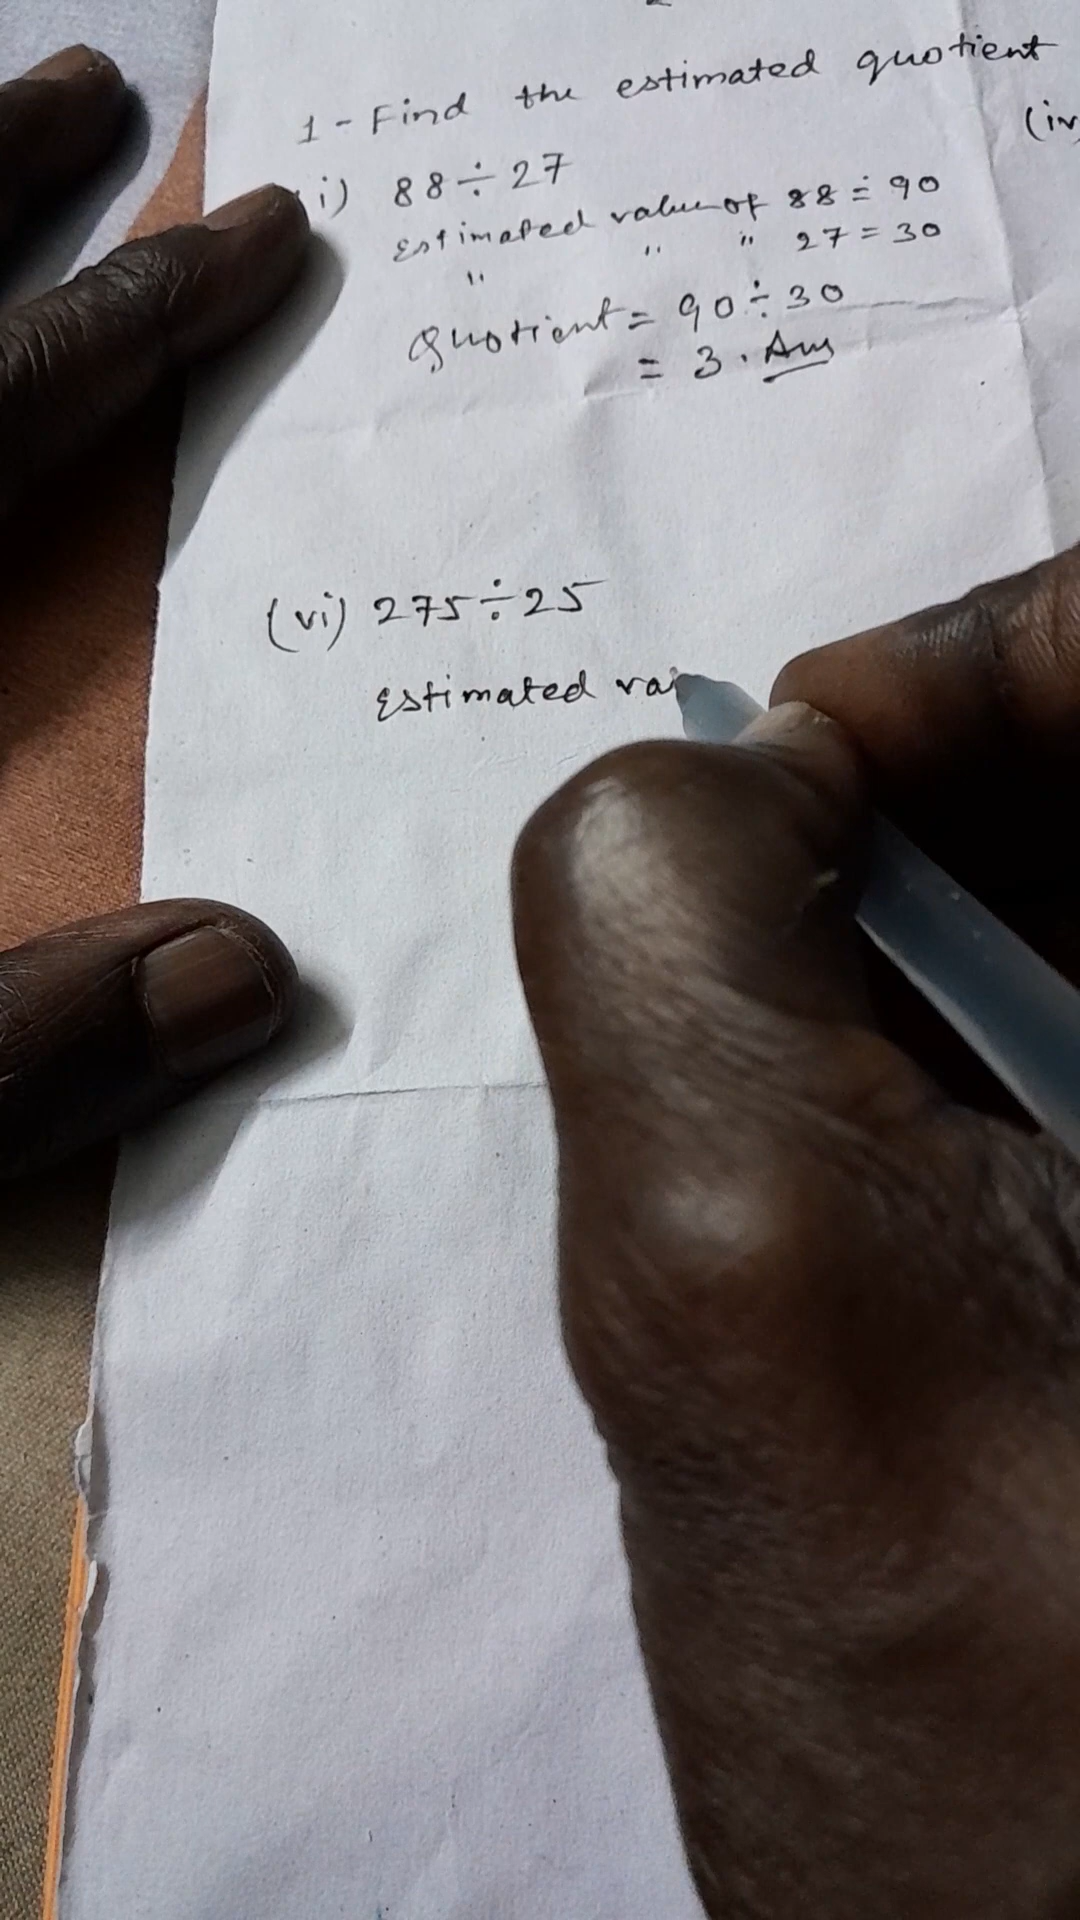 1 - Find the estimated quotient
(iv
i) 88 ÷ 27
Estimated value of 88 = 90
" " " 27 = 30
Quotient = 90 ÷ 30
= 3. Ans
(vi) 275 ÷ 25
Estimated va